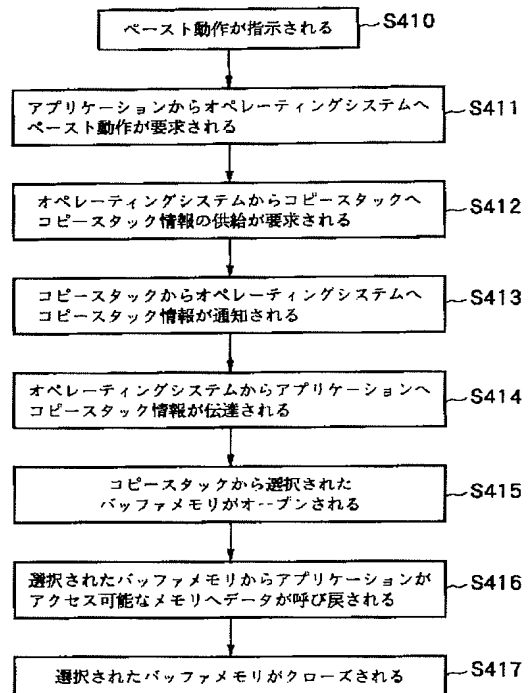 ペースト動作が指示される
S410
アプリケーションからオペレーティングシステムへ
ペースト動作が要求される
S411
オペレーティングシステムからコピースタックへ
コピースタック情報の供給が要求される
S412
コピースタックからオペレーティングシステムへ
コピースタック情報が通知される
S413
オペレーティングシステムからアプリケーションへ
コピースタック情報が伝達される
S414
コピースタックから選択された
バッファメモリがオープンされる
S415
選択されたバッファメモリからアプリケーションが
アクセス可能なメモリへデータが呼び戻される
S416
選択されたバッファメモリがクローズされる
S417